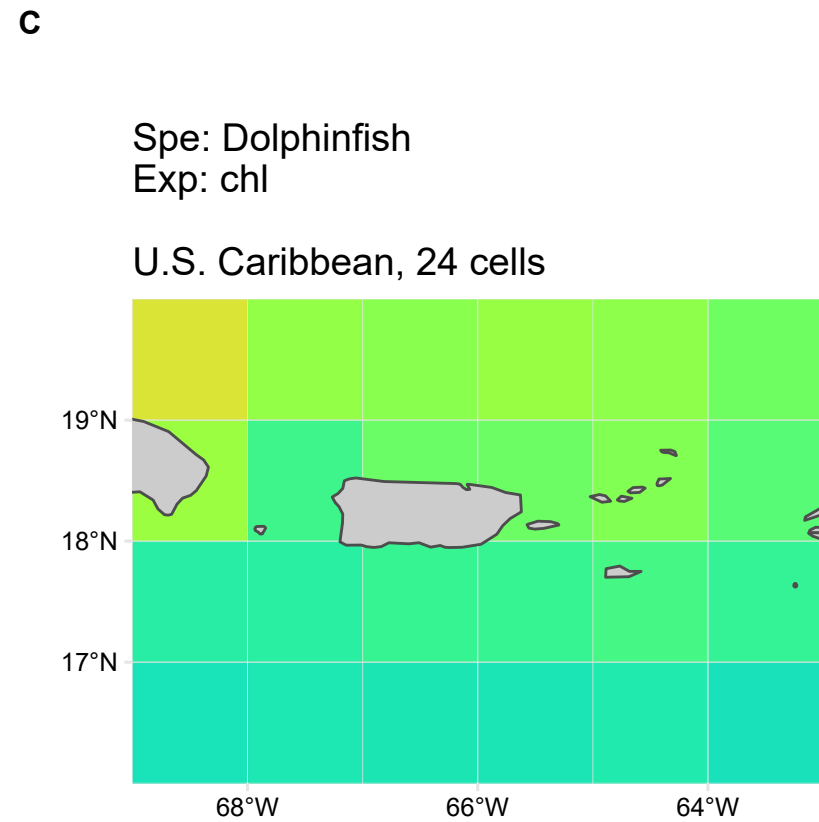 C
Spe: Dolphinfish
Exp: chl
U.S. Caribbean, 24 cells
19°N
18°N
17°N
68°W
66°W
64°W